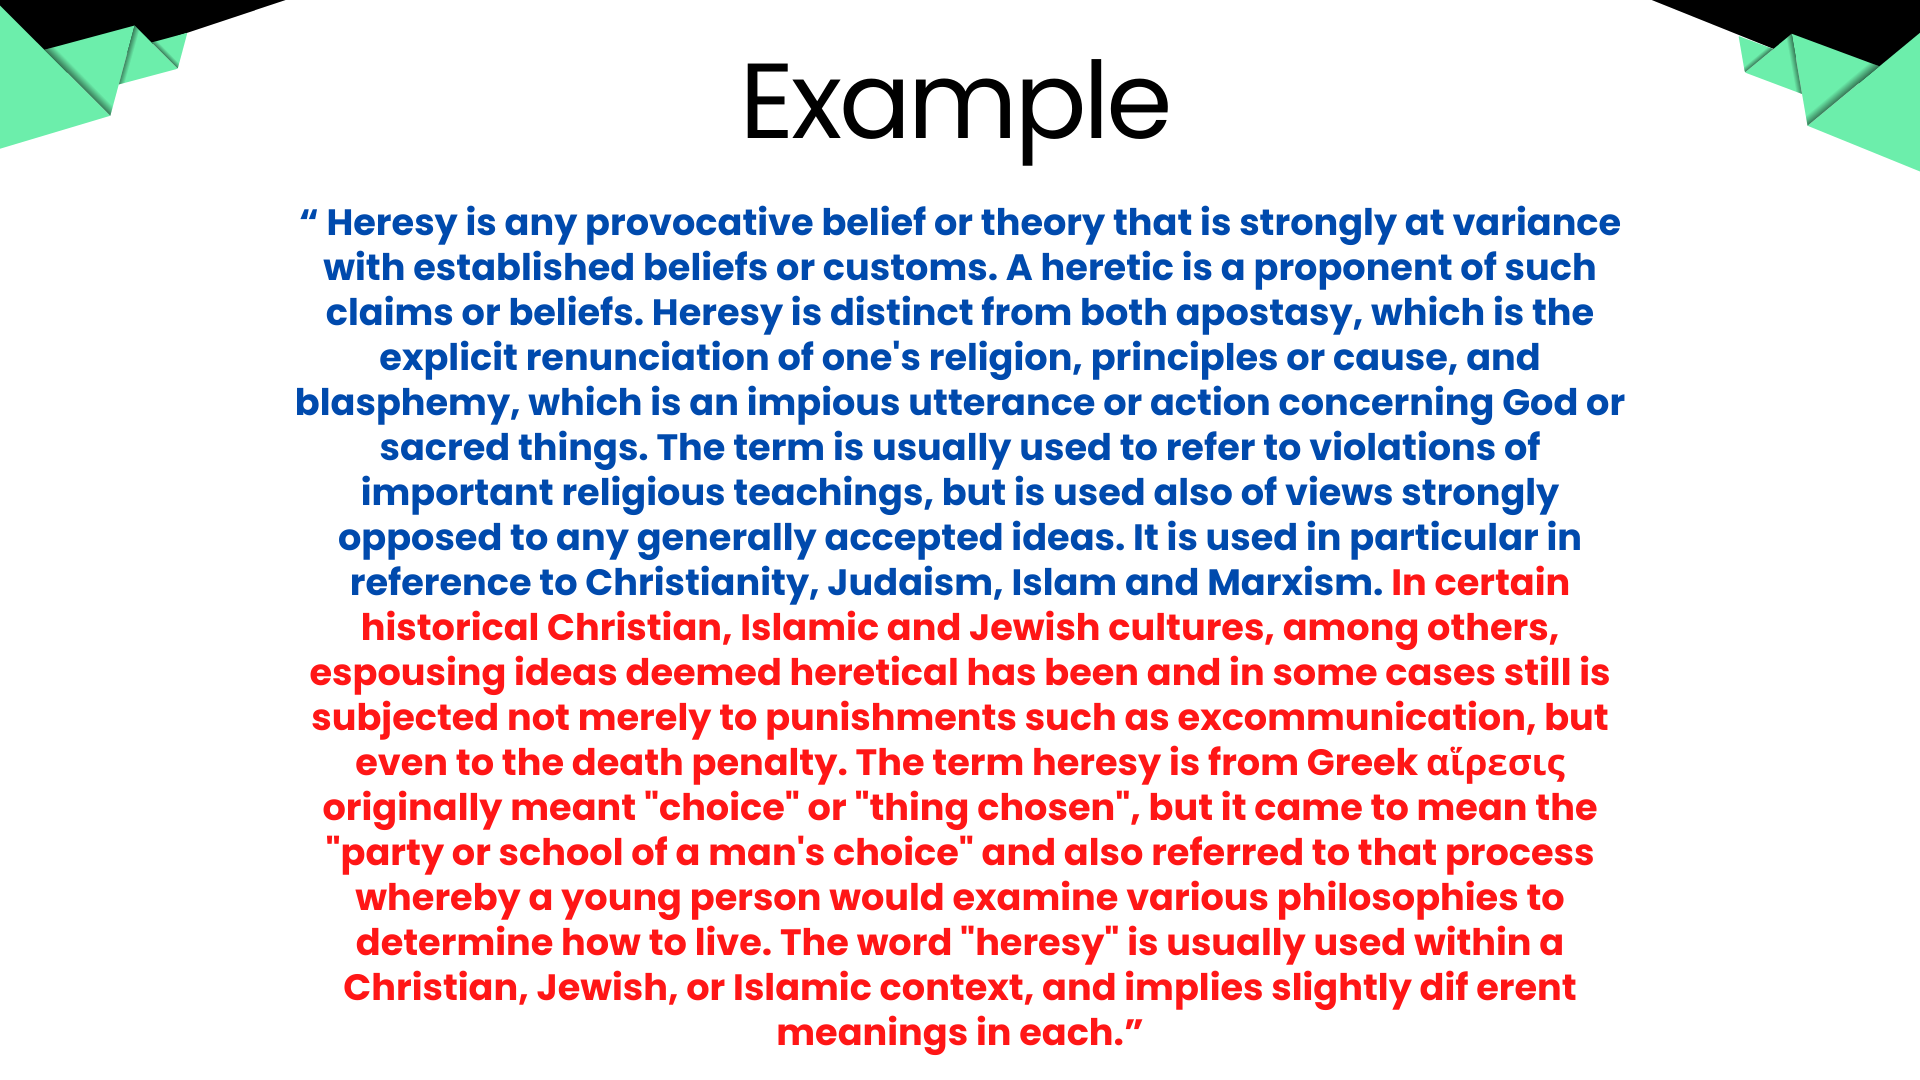 Example
“ Heresy is any provocative belief or theory that is strongly at variance
with established beliefs or customs. A heretic is a proponent of such
claims or beliefs. Heresy is distinct from both apostasy, which is the
explicit renunciation of one's religion, principles or cause, and
blasphemy, which is an impious utterance or action concerning God or
sacred things. The term is usually used to refer to violations of
important religious teachings, but is used also of views strongly
opposed to any generally accepted ideas. It is used in particular in
reference to Christianity, Judaism, Islam and Marxism. In certain
historical Christian, Islamic and Jewish cultures, among others,
espousing ideas deemed heretical has been and in some cases still is
subjected not merely to punishments such as excommunication, but
even to the death penalty. The term heresy is from Greek αἵρεσις
originally meant "choice" or "thing chosen", but it came to mean the
"party or school of a man's choice" and also referred to that process
whereby a young person would examine various philosophies to
determine how to live. The word "heresy" is usually used within a
Christian, Jewish, or Islamic context, and implies slightly dif erent
meanings in each.”